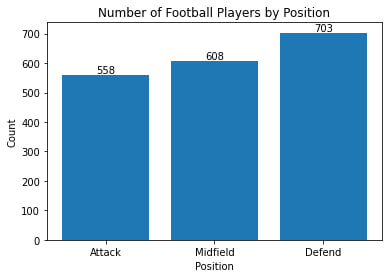 Number of Football Players by Position
700
600
500
400
300
200
100
0
Count
558
608
703
Attack
Midfield
Defend
Position